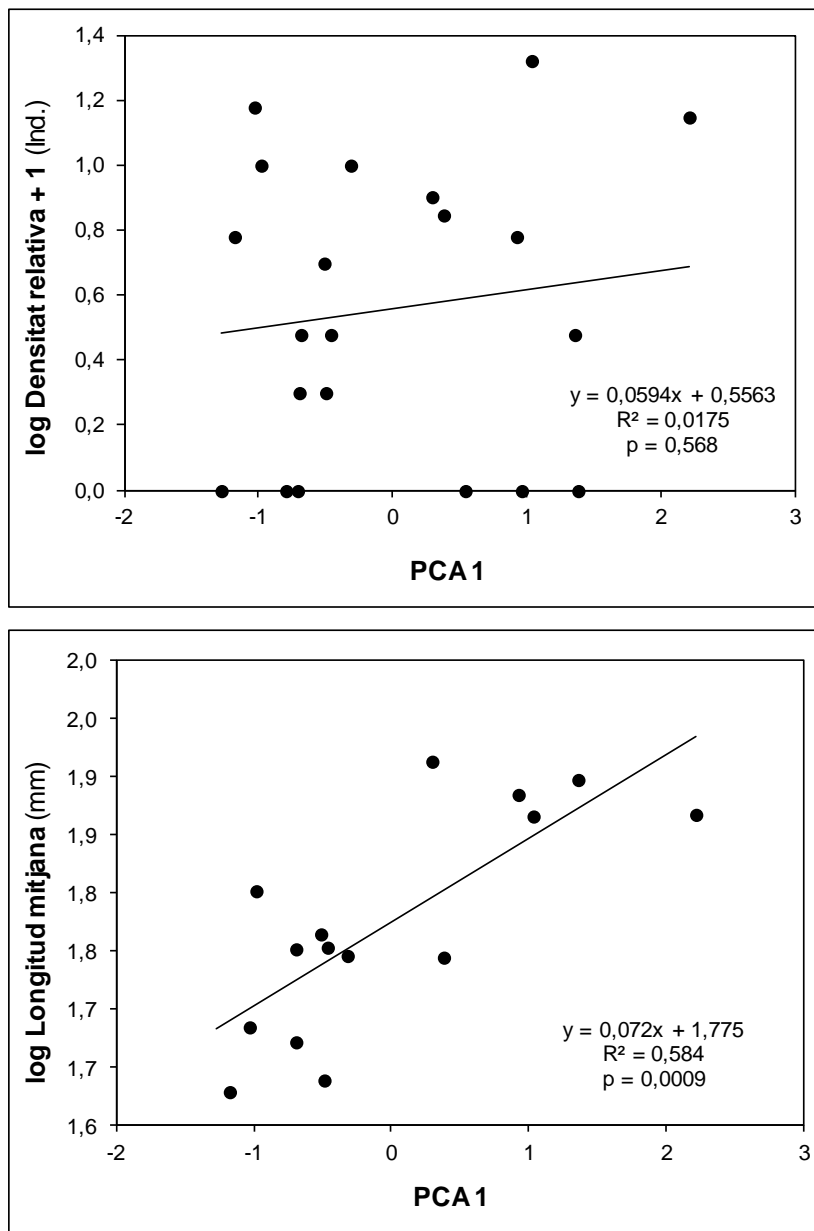 1,4
1,2
1,0
0,8
0,6
0,4
0,2
0,0
log Densitat relativa + 1 (Ind.)
y = 0,0594x + 0,5563
R² = 0,0175
p = 0,568
-2 -1 0 1 2 3
PCA 1
2,0
2,0
1,9
1,9
1,8
1,8
1,7
1,7
1,6
log Longitud mitjana (mm)
y = 0,072x + 1,775
R² = 0,584
p = 0,0009
-2 -1 0 1 2 3
PCA 1